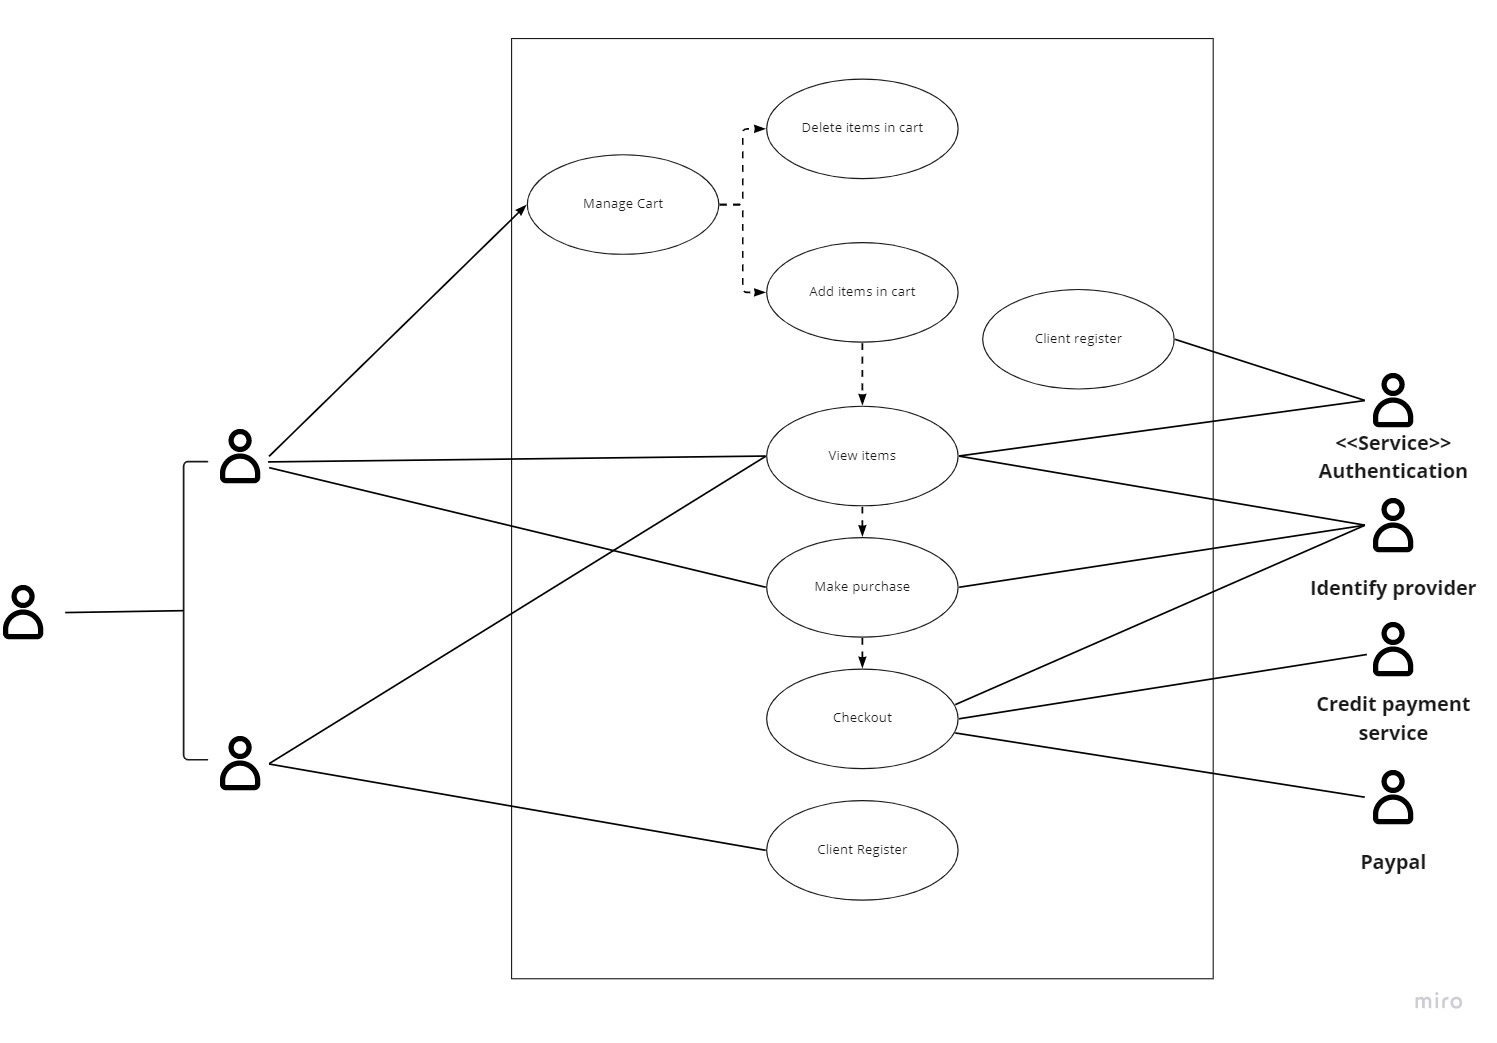 Delete items in cart
Manage Cart
Add items in cart
Client register
View items
<<Service>>
Authentication
Make purchase
Identify provider
Checkout
Credit payment
service
Client Register
Paypal
miro